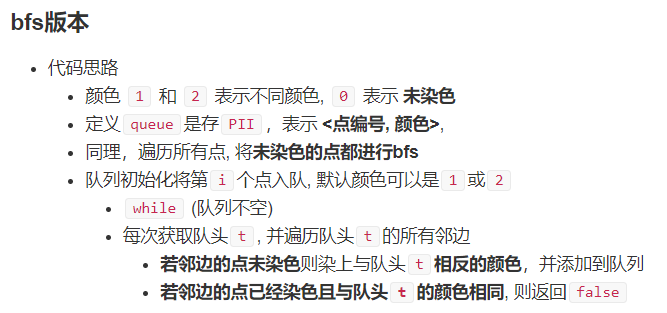 bfs版本
代码思路
颜色 1 和 2 表示不同颜色, 0 表示 未染色
定义 queue 是存 PII ，表示 <点编号, 颜色>,
同理，遍历所有点, 将未染色的点都进行bfs
队列初始化将第 i 个点入队, 默认颜色可以是 1 或 2
while (队列不空)
每次获取队头 t , 并遍历队头 t 的所有邻边
若邻边的点未染色则染上与队头 t 相反的颜色，并添加到队列
若邻边的点已经染色且与队头 t 的颜色相同, 则返回 false